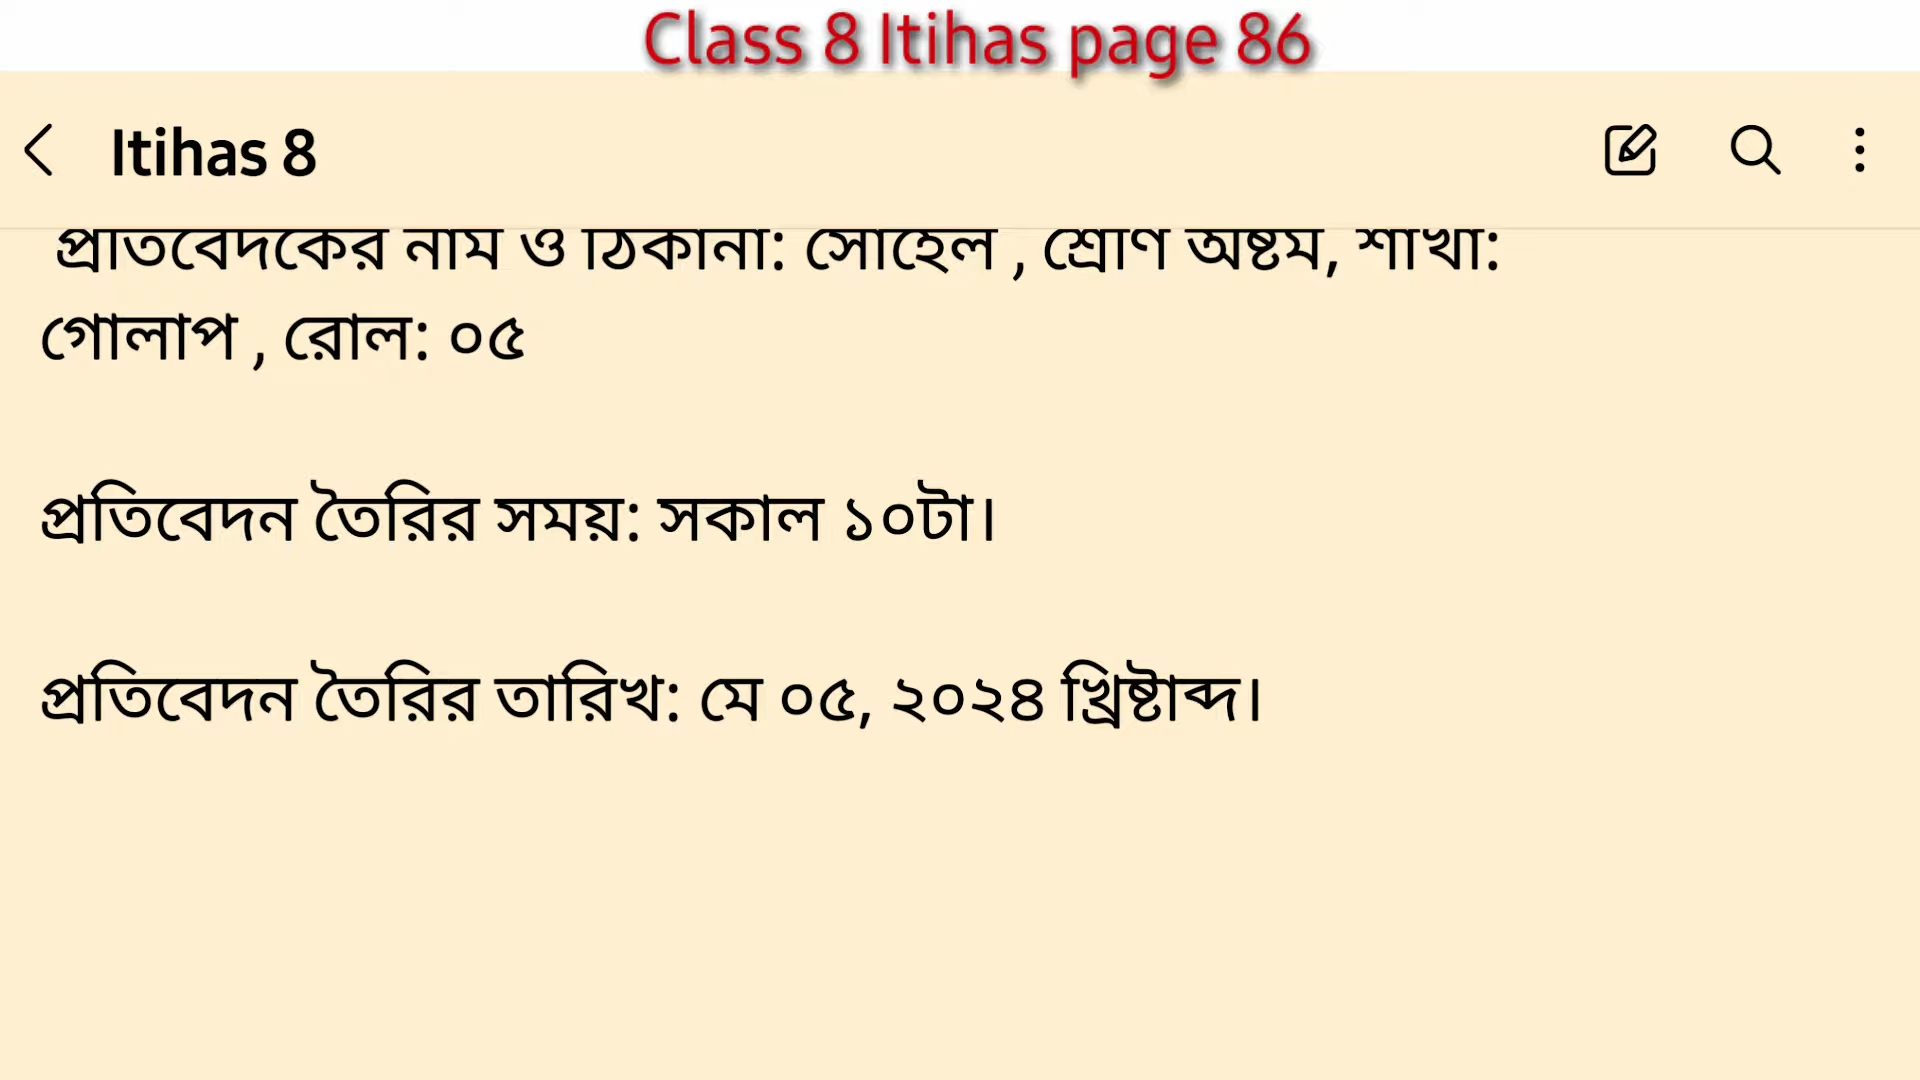 Class 8 Itihas page 86
Itihas 8
প্রতিবেদকের নাম ও ঠিকানা: সোহেল , শ্রেণি অষ্টম, শাখা:
গোলাপ , রোল: ০৫
প্রতিবেদন তৈরির সময়: সকাল ১০টা।
প্রতিবেদন তৈরির তারিখ: মে ০৫, ২০২৪ খ্রিষ্টাব্দ।